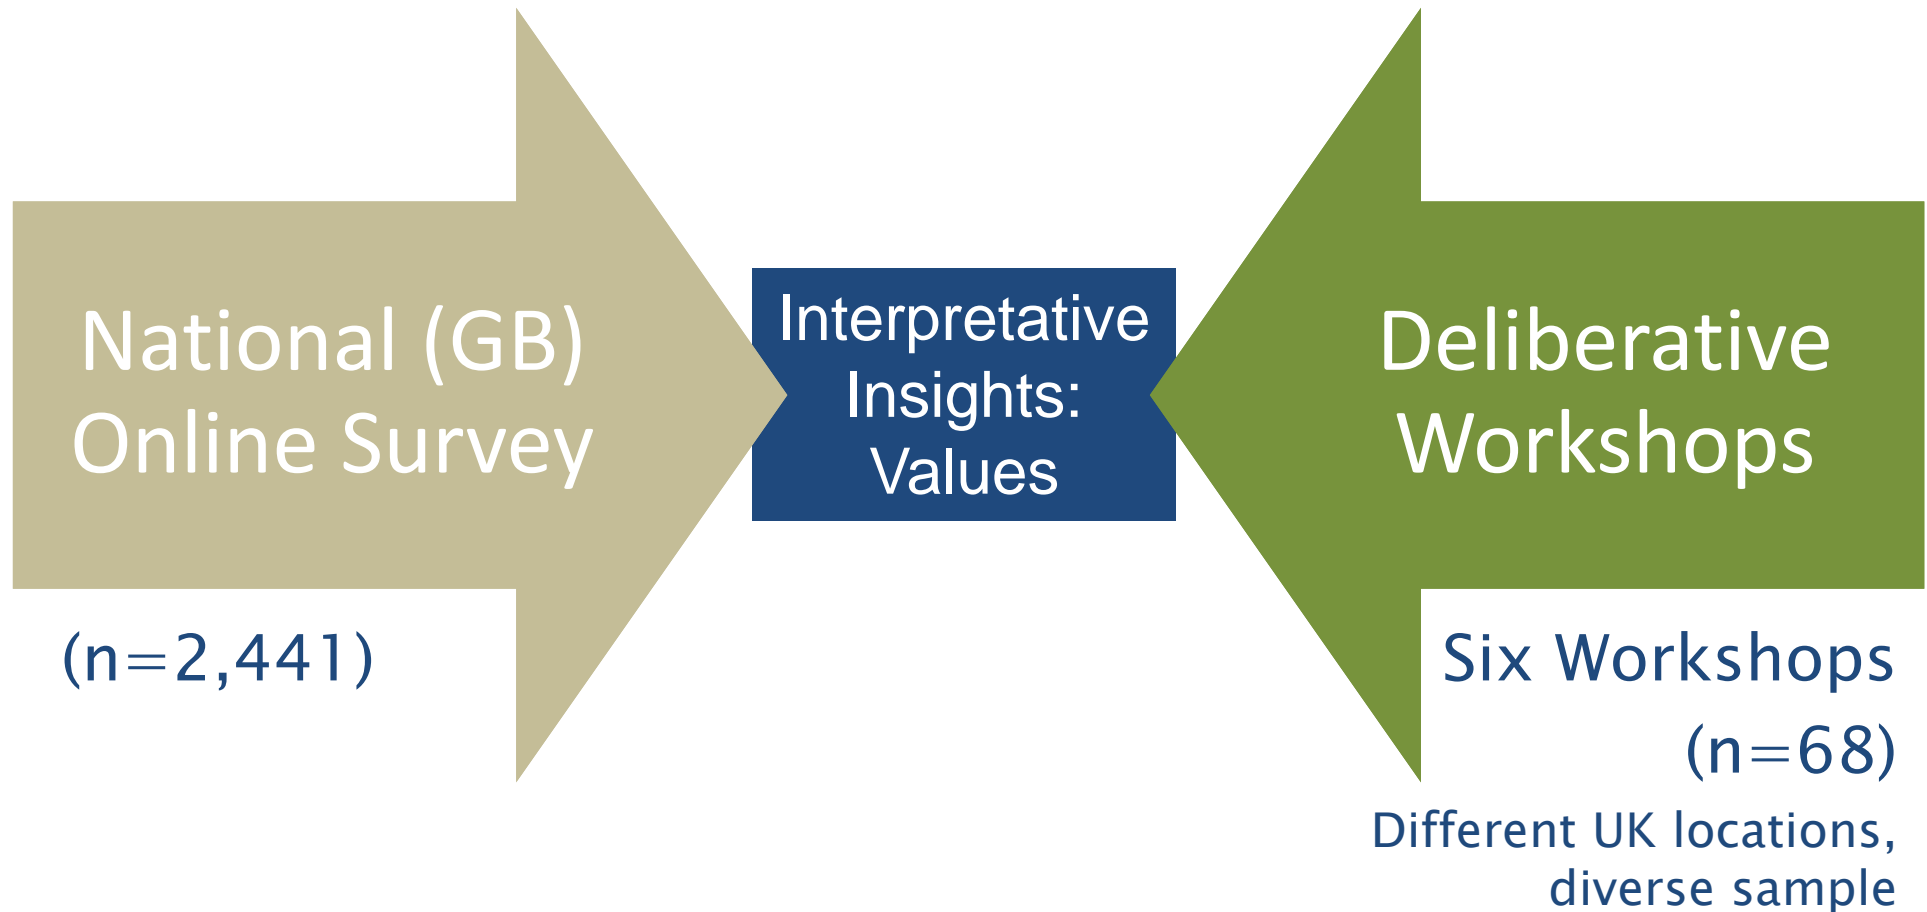 National (GB)
Online Survey
(n=2,441)
Interpretative
Insights:
Values
Deliberative
Workshops
Six Workshops
(n=68)
Different UK locations,
diverse sample